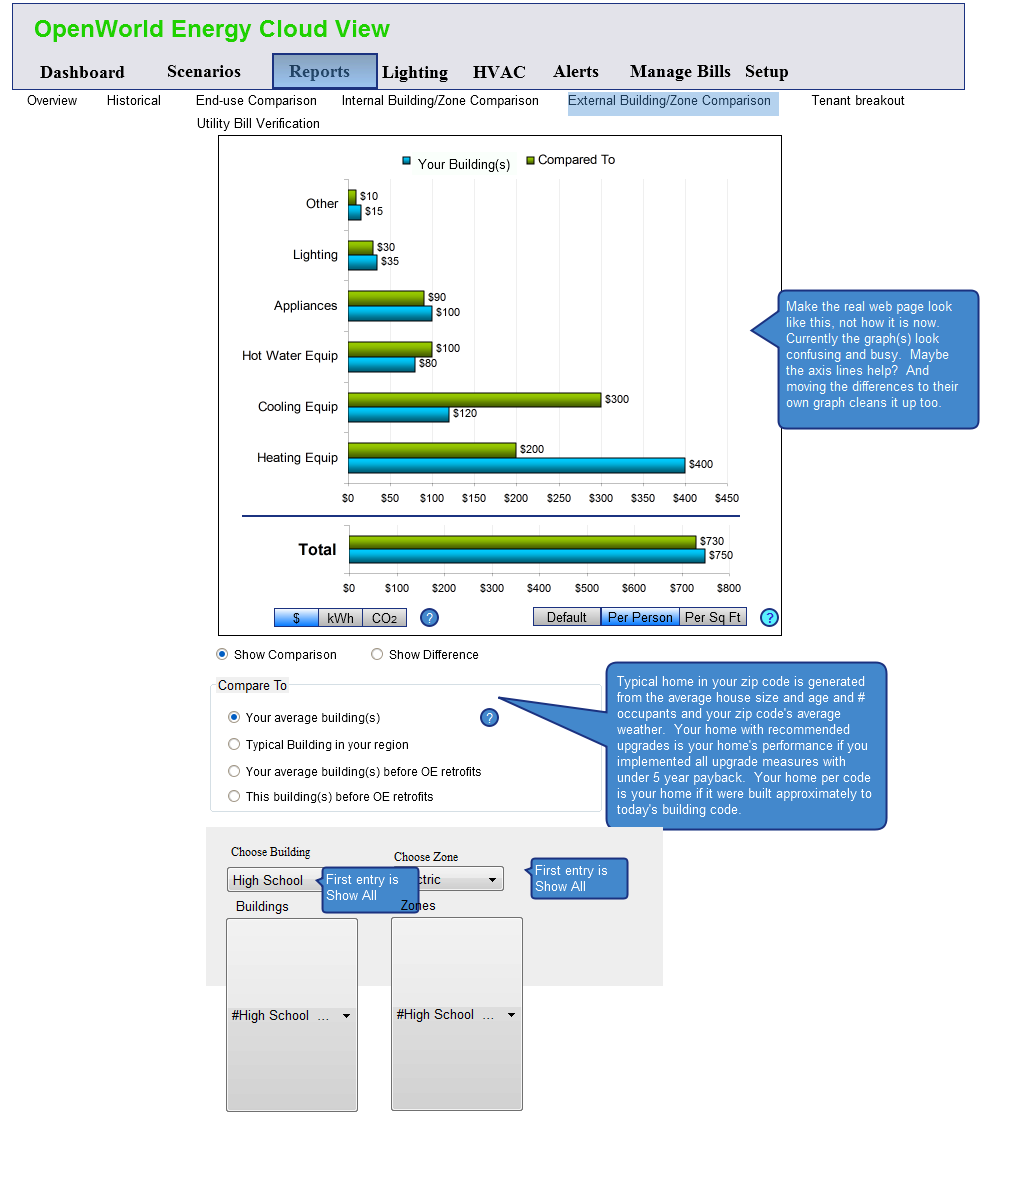 OpenWorld Energy Cloud View
Dashboard Scenarios Reports Lighting HVAC Alerts Manage Bills Setup
Overview Historical End-use Comparison Internal Building/Zone Comparison External Building/Zone Comparison Tenant breakout
Utility Bill Verification
Your Building(s) Compared To
Other $10
$15
Lighting $30
$35
Appliances $90
$100
Hot Water Equip $100
$80
Cooling Equip $300
$120
Heating Equip $200
$400
$0 $50 $100 $150 $200 $250 $300 $350 $400 $450
Make the real web page look
like this, not how it is now.
Currently the graph(s) look
confusing and busy. Maybe
the axis lines help? And
moving the differences to their
own graph cleans it up too.
Total $730
$750
$0 $100 $200 $300 $400 $500 $600 $700 $800
$ kWh CO2 ? Default Per Person Per Sq Ft ?
Show Comparison Show Difference
Compare To
Your average building(s) ?
Typical Building in your region
Your average building(s) before OE retrofits
This building(s) before OE retrofits
Typical home in your zip code is generated
from the average house size and age and #
occupants and your zip code's average
weather. Your home with recommended
upgrades is your home's performance if you
implemented all upgrade measures with
under 5 year payback. Your home per code
is your home if it were built approximately to
today's building code.
Choose Building Choose Zone
High School ctric
First entry is
Show All
First entry is
Show All
Buildings Zones
#High School ... #High School ...